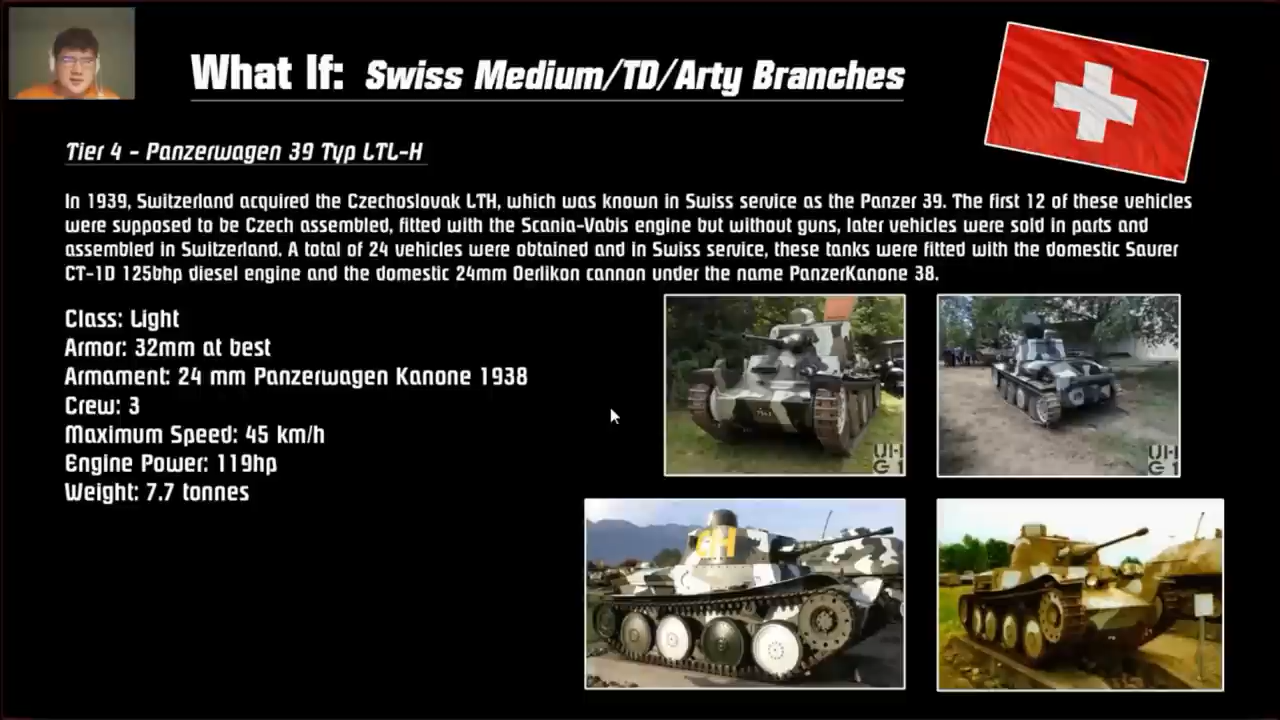 What If: Swiss Medium/TD/Arty Branches
Tier 4 - Panzerwagen 39 Typ LTL-H
In 1939, Switzerland acquired the Czechoslovak LTH, which was known in Swiss service as the Panzer 39. The first 12 of these vehicles
were supposed to be Czech assembled, fitted with the Scania-Vabis engine but without guns, later vehicles were sold in parts and
assembled in Switzerland. A total of 24 vehicles were obtained and in Swiss service, these tanks were fitted with the domestic Saurer
CT-1D 125bhp diesel engine and the domestic 24mm Oerlikon cannon under the name PanzerKanone 38.
Class: Light
Armor: 32mm at best
Armament: 24 mm Panzerwagen Kanone 1938
Crew: 3
Maximum Speed: 45 km/h
Engine Power: 119hp
Weight: 7.7 tonnes
UH
G 1
UH
G 1
CH